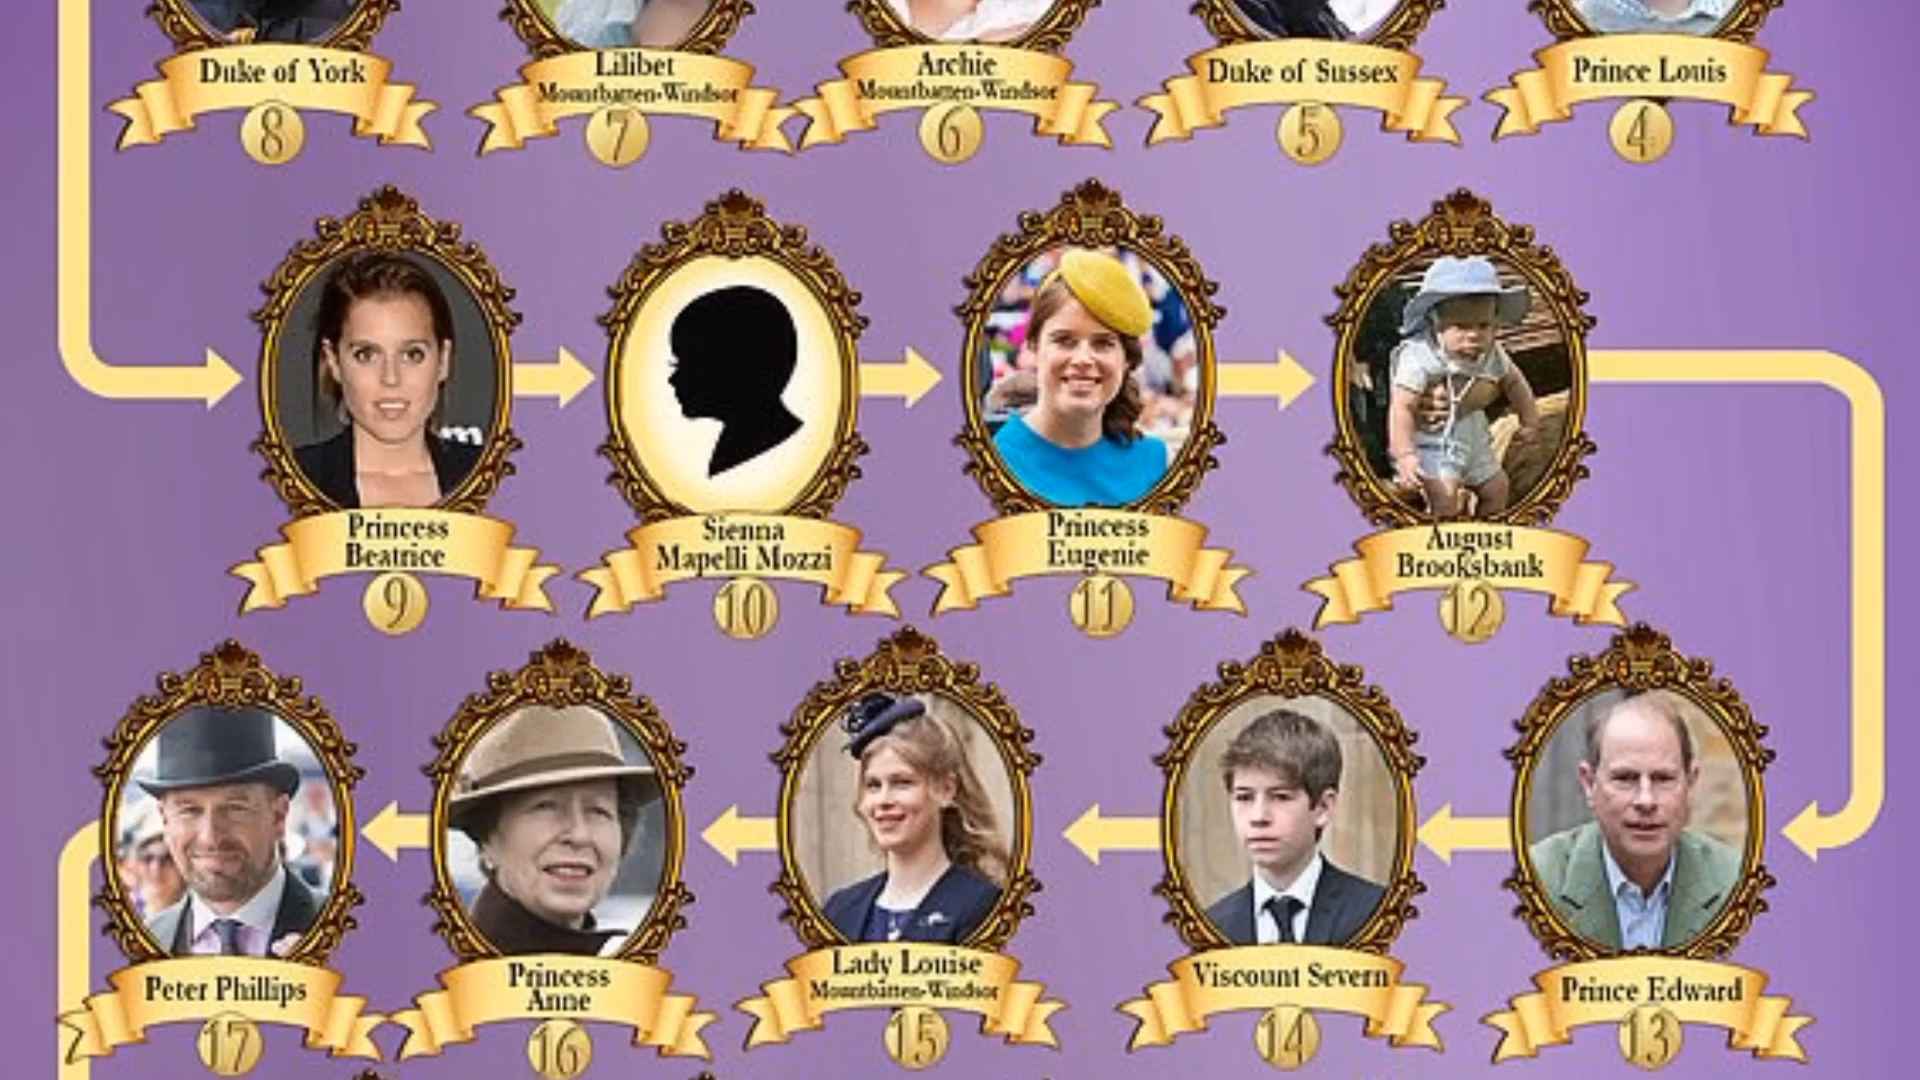 Duke of York
8
Lilibet
Mountbatten-Windsor
7
Archie
Mountbatten-Windsor
6
Duke of Sussex
5
Prince Louis
4
Princess
Beatrice
9
Sienna
Mapelli Mozzi
10
Princess
Eugenie
11
August
Brooksbank
12
Peter Phillips
17
Princess
Anne
16
Lady Louise
Mountbatten-Windsor
15
Viscount Severn
14
Prince Edward
13
m